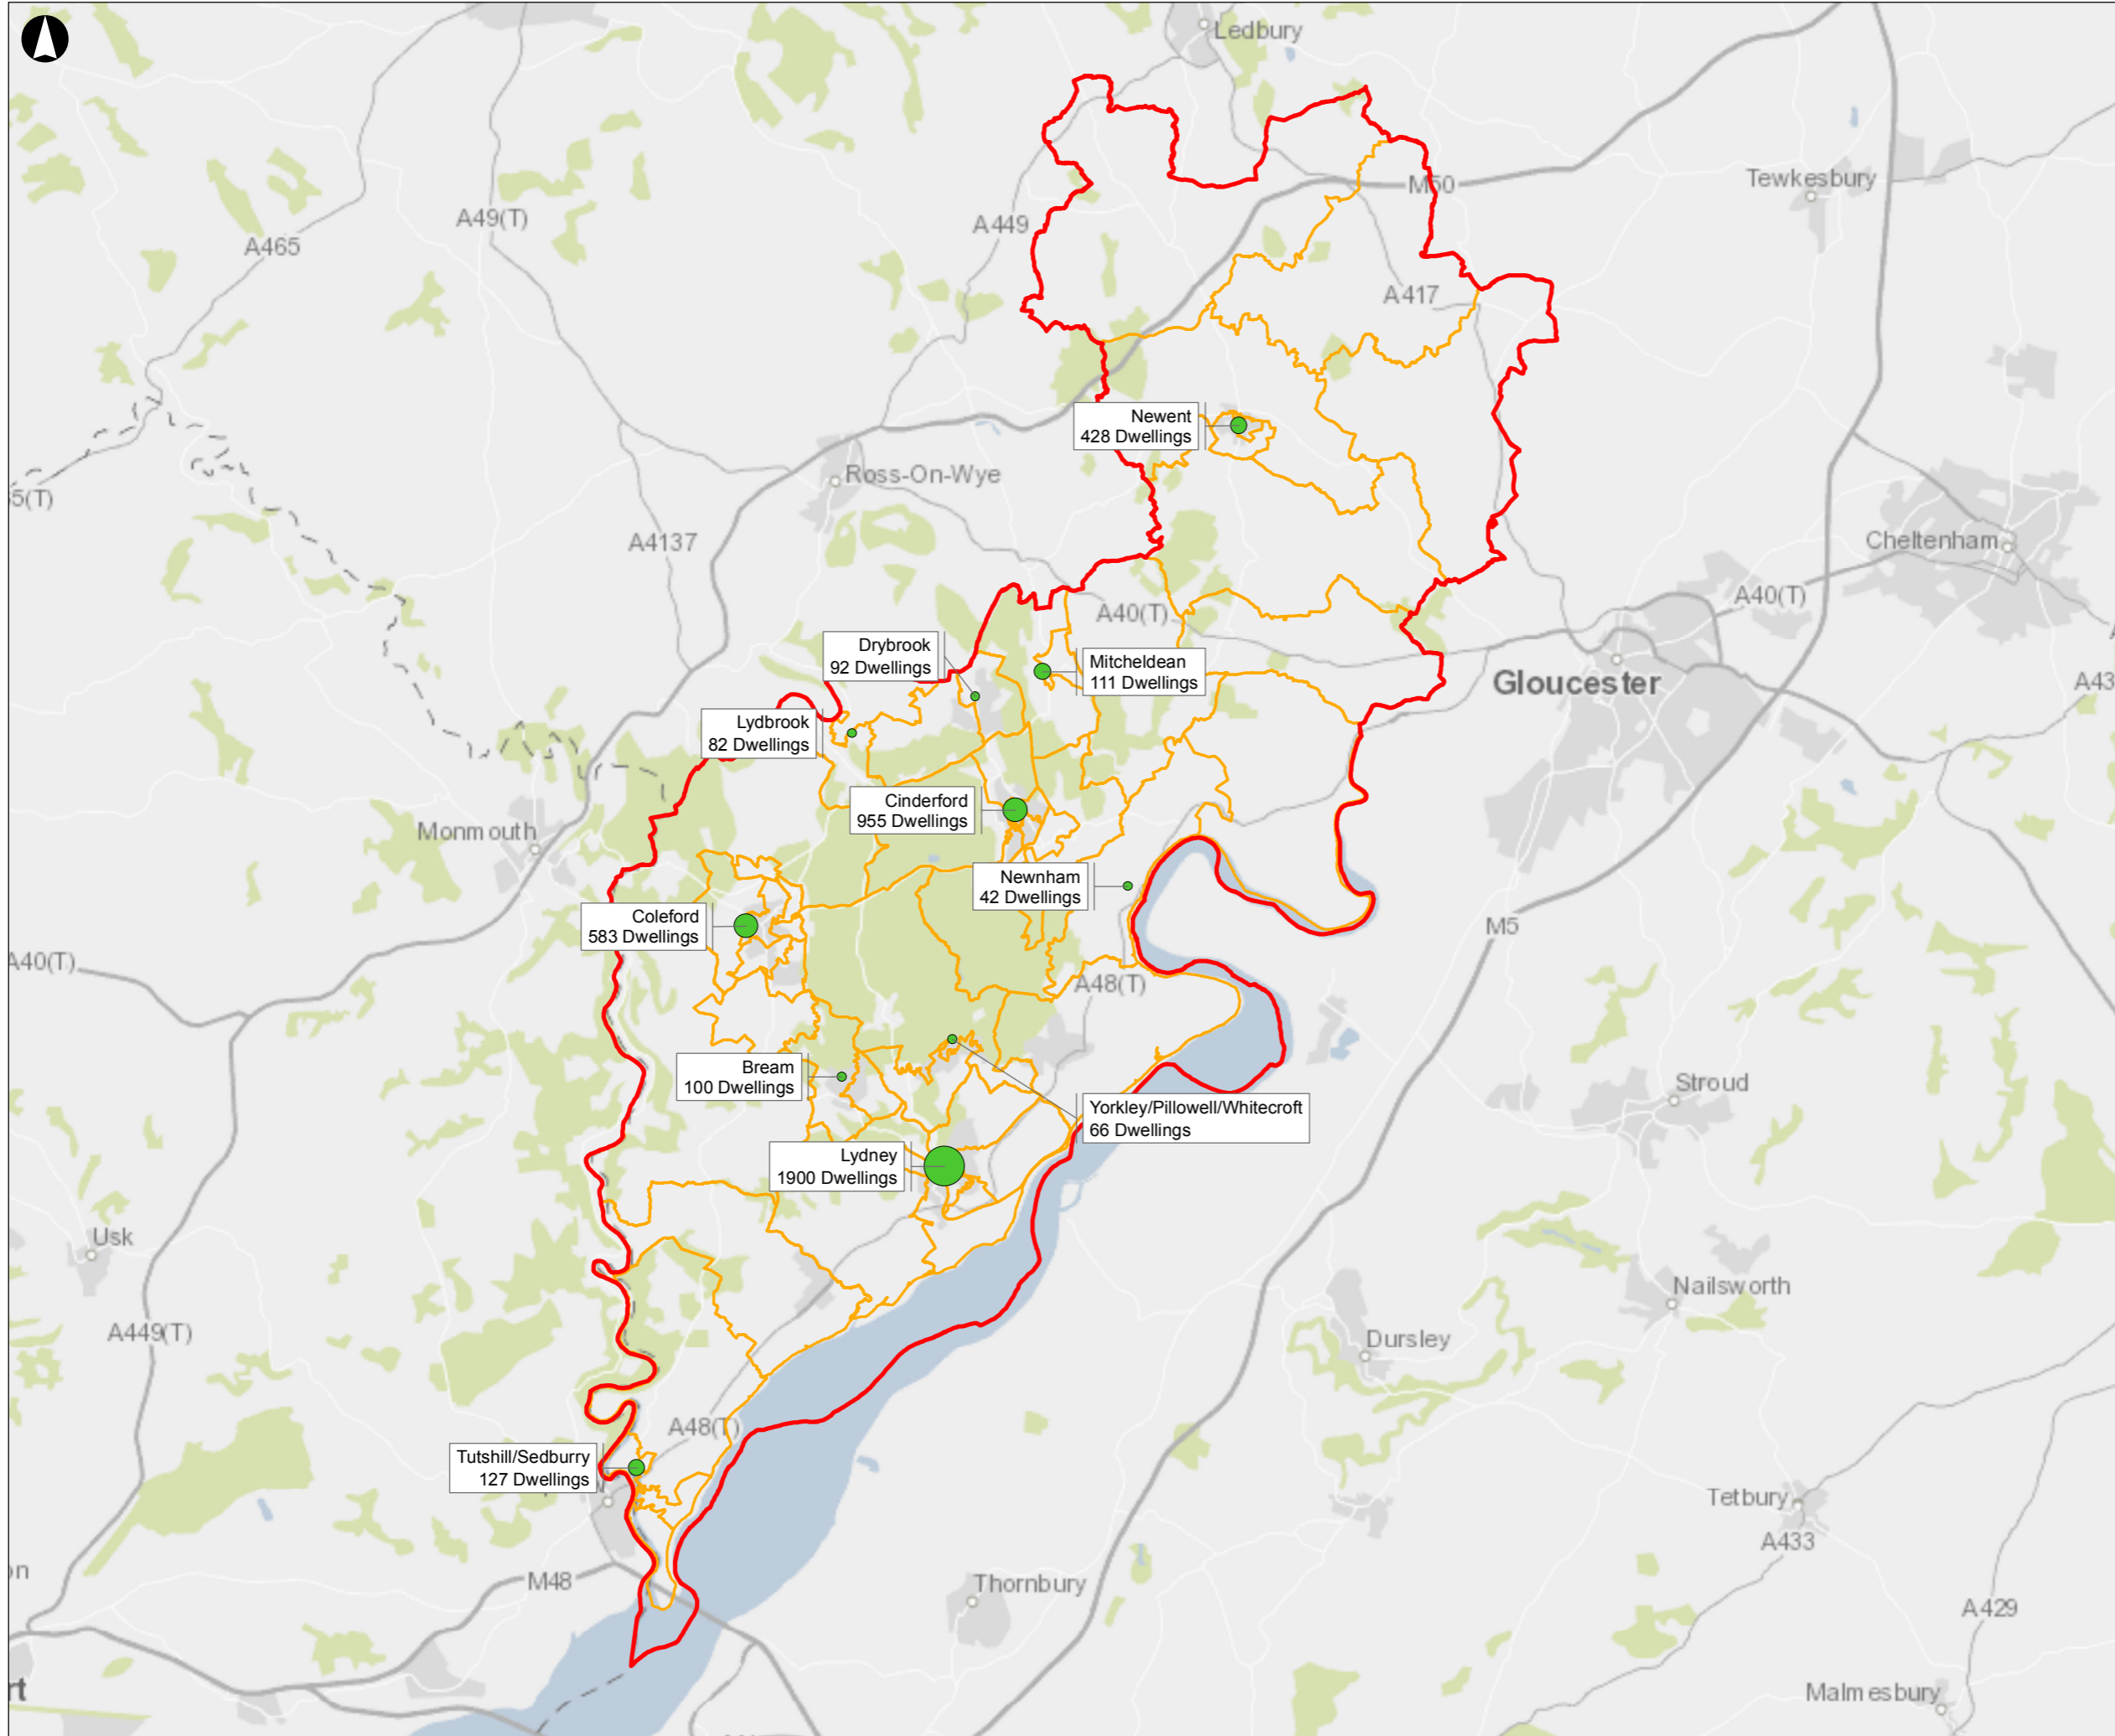 Ledbury
M50
Tewkesbury
A449
A49(T)
A465
A417
Newent
428 Dwellings
Ross-On-Wye
5(T)
A4137
Cheltenham
A40(T)
A40(T)
Drybrook
92 Dwellings
Mitcheldean
111 Dwellings
Gloucester
A43
Lydbrook
82 Dwellings
Cinderford
955 Dwellings
Monmouth
Newnham
42 Dwellings
Coleford
583 Dwellings
M5
A40(T)
A48(T)
Bream
100 Dwellings
Stroud
Yorkley/Pillowell/Whitecroft
66 Dwellings
Lydney
1900 Dwellings
Usk
Nailsworth
A449(T)
Dursley
A48(T)
Tutshill/Sedburry
127 Dwellings
Tetbury
A433
on
M48
Thornbury
A429
rt
Malmesbury